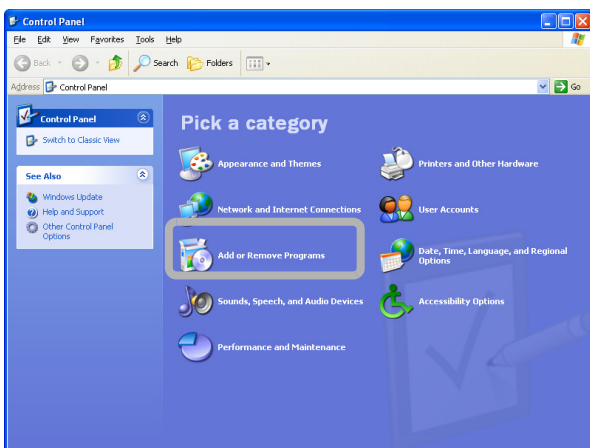 Control Panel
File Edit View Favorites Tools Help
Back Search Folders
Address Control Panel Go
Control Panel
Switch to Classic View
See Also
Windows Update
Help and Support
Other Control Panel
Options
Pick a category
Appearance and Themes
Printers and Other Hardware
Network and Internet Connections
User Accounts
Add or Remove Programs
Date, Time, Language, and Regional
Options
Sounds, Speech, and Audio Devices
Accessibility Options
Performance and Maintenance